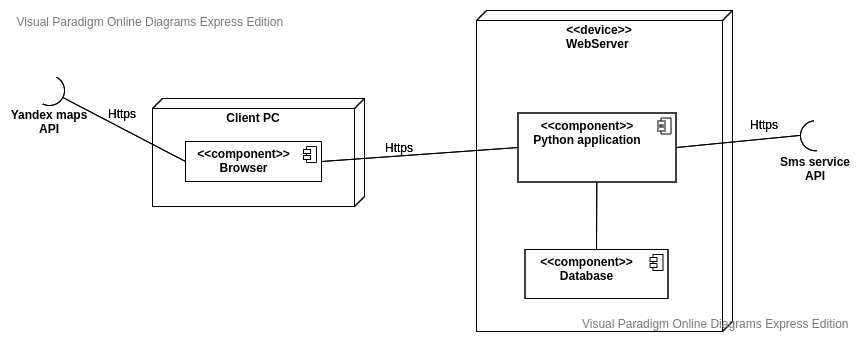 Visual Paradigm Online Diagrams Express Edition
<<device>>
WebServer
Yandex maps
API
Https
Client PC
<<component>>
Browser
Https
<<component>>
Python application
Https
Sms service
API
<<component>>
Database
Visual Paradigm Online Diagrams Express Edition